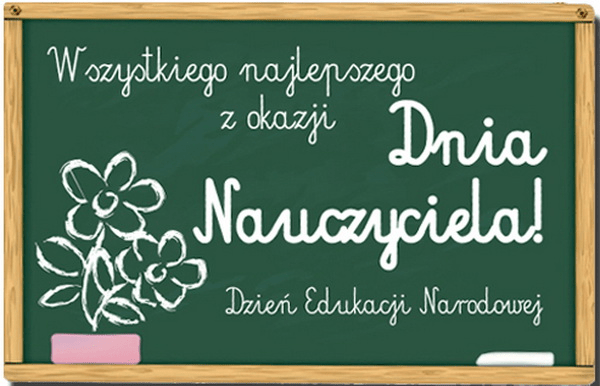 Wszystkiego najlepszego
z okazji
Dnia
Nauczyciela!
Dzień Edukacji Narodowej